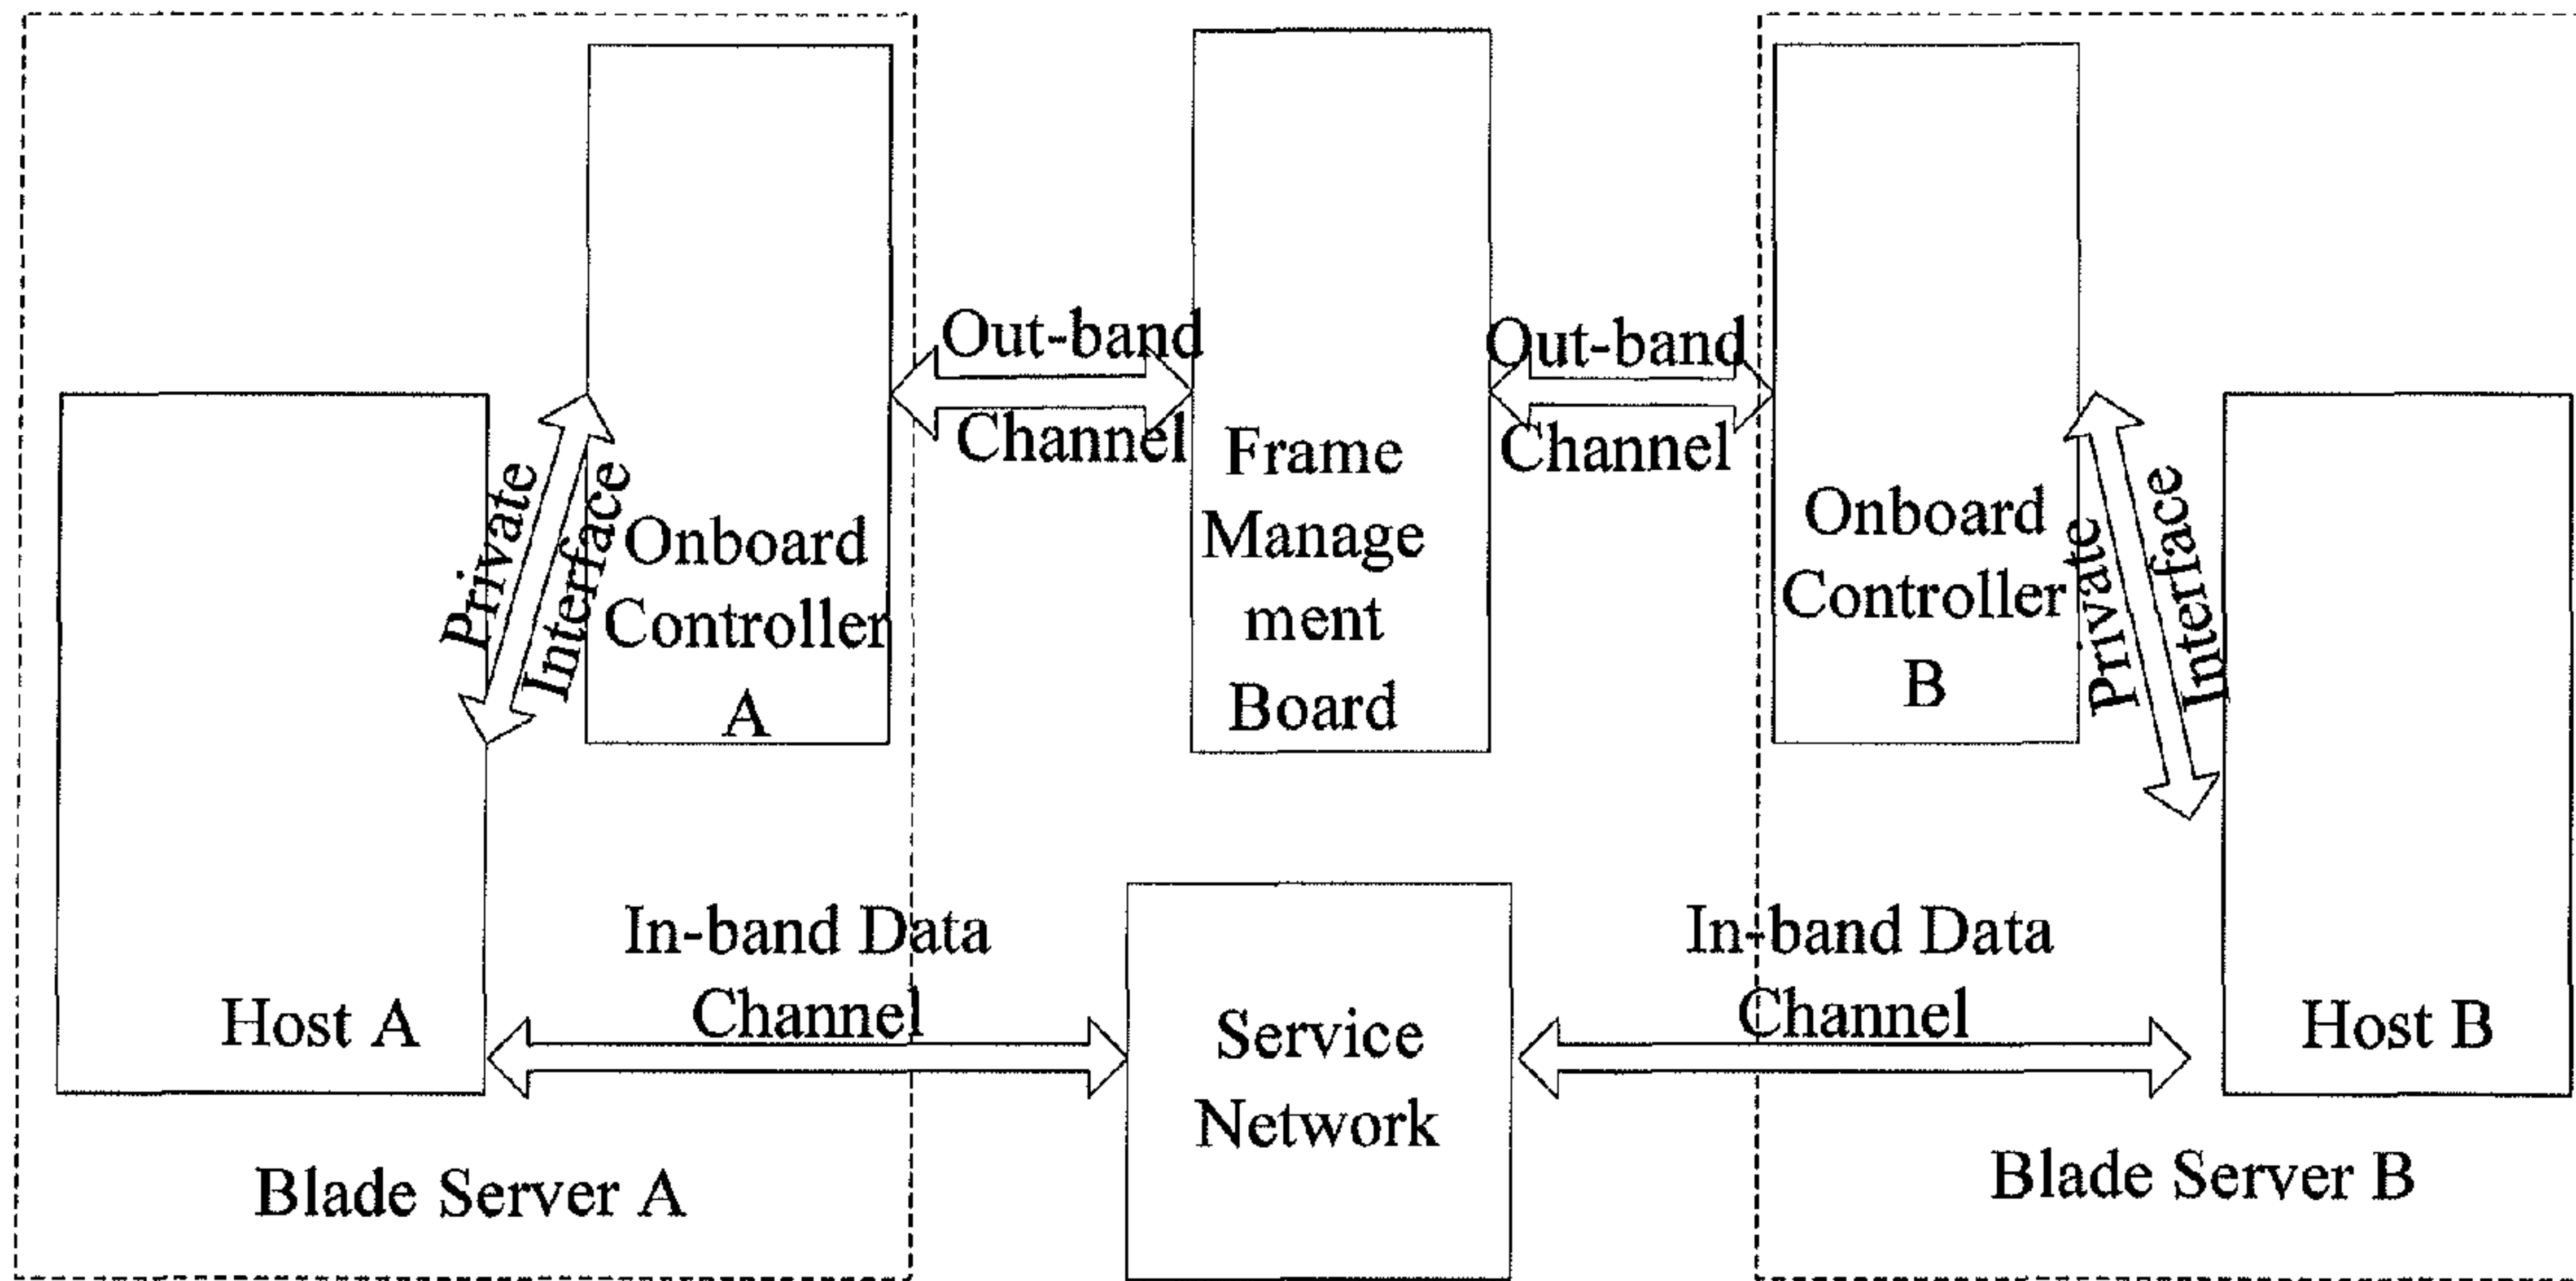 Out-band
Channel
Out-band
Channel
Private
Interface
Onboard
Controller
A
Frame
Manage
ment
Board
Onboard
Controller
B
Private
Interface
In-band Data
Channel
In-band Data
Channel
Host A
Service
Network
Host B
Blade Server A
Blade Server B